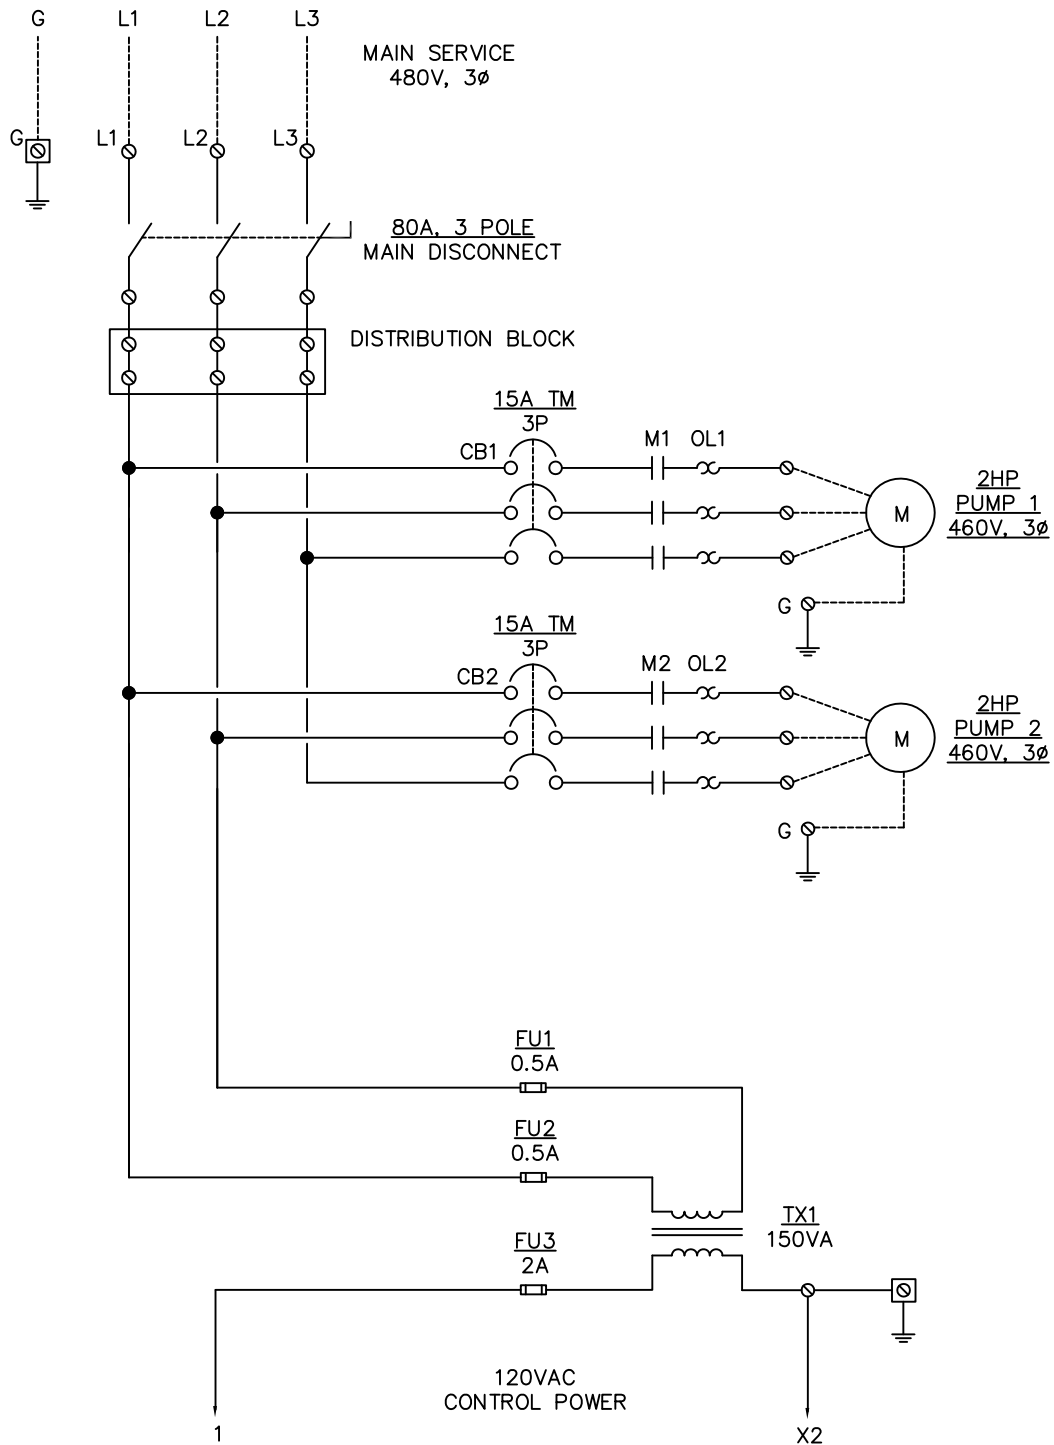 G L1 L2 L3
MAIN SERVICE
480V, 3ø
G L1 L2 L3
80A, 3 POLE
MAIN DISCONNECT
DISTRIBUTION BLOCK
15A TM
3P
CB1 M1 OL1
M
2HP
PUMP 1
460V, 3ø
G
15A TM
3P
CB2 M2 OL2
M
2HP
PUMP 2
460V, 3ø
G
FU1
0.5A
FU2
0.5A
TX1
150VA
FU3
2A
120VAC
CONTROL POWER
1 X2